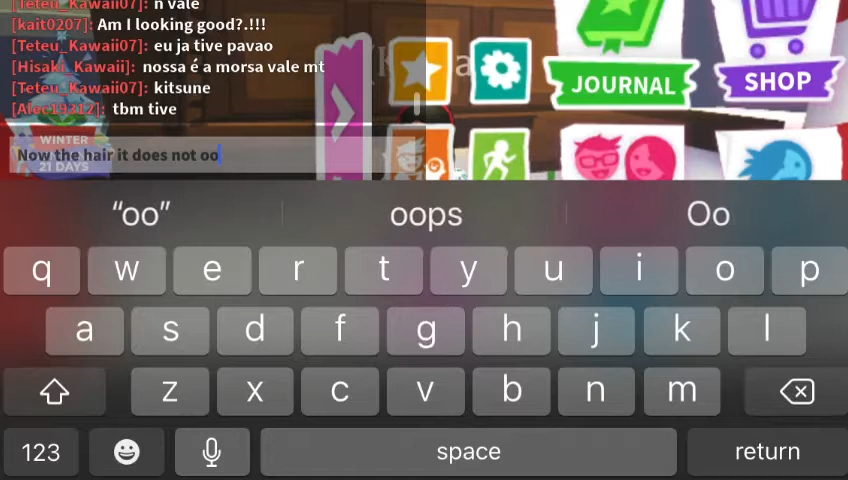 [Teteu_Kawaii07]: n vale
[kait0207]: Am I looking good?.!!!
[Teteu_Kawaii07]: eu ja tive pavao
[Hisaki_Kawaii]: nossa é a morsa vale mt
[Teteu_Kawaii07]: kitsune
[Alec19312]: tbm tive
JOURNAL
SHOP
WINTER
Now the hair it does not oo
21 DAYS
“oo” oops Oo
q w e r t y u i o p
a s d f g h j k l
z x c v b n m
123 space return